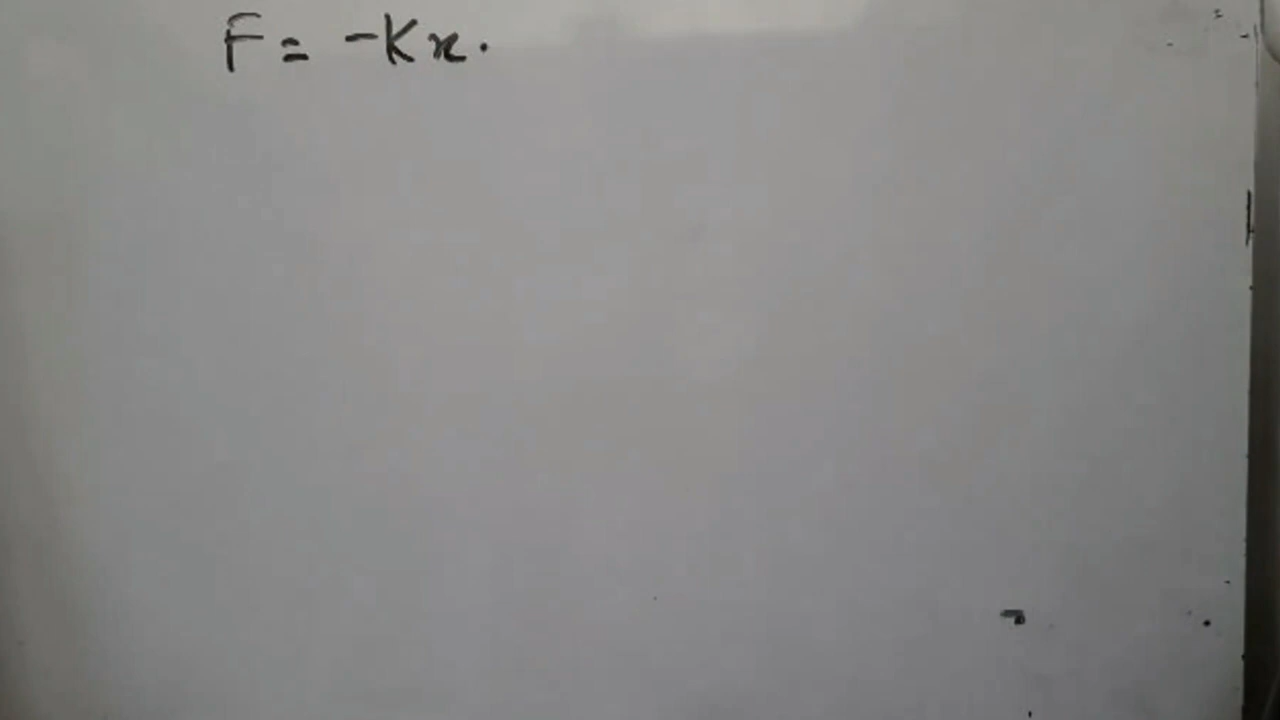 F = -Kx.